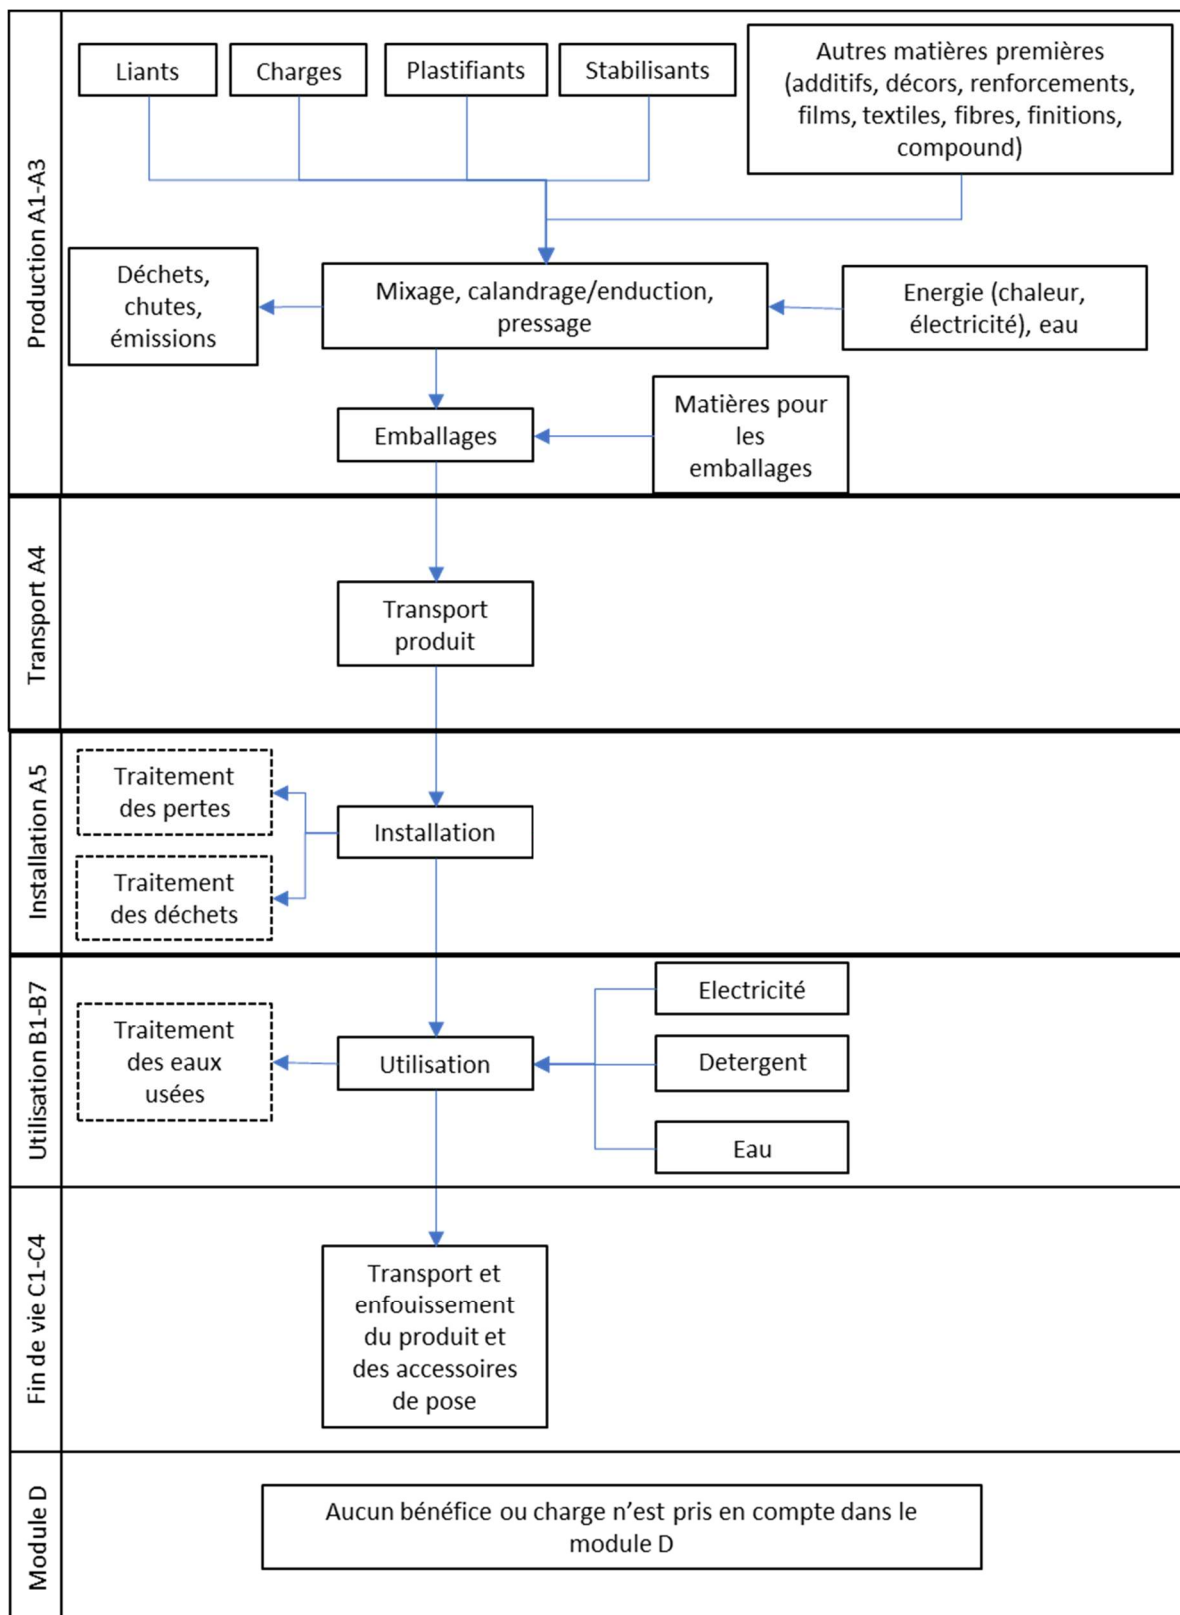 Production A1-A3
Liants
Charges
Plastifiants
Stabilisants
Autres matières premières
(additifs, décors, renforcements,
films, textiles, fibres, finitions,
compound)
Déchets,
chutes,
émissions
Mixage, calandrage/enduction,
pressage
Energie (chaleur,
électricité), eau
Emballages
Matières pour
les
emballages
Transport A4
Transport
produit
Installation A5
Traitement
des pertes
Installation
Traitement
des déchets
Utilisation B1-B7
Traitement
des eaux
usées
Utilisation
Electricité
Detergent
Eau
Fin de vie C1-C4
Transport et
enfouissement
du produit et
des accessoires
de pose
Module D
Aucun bénéfice ou charge n’est pris en compte dans le
module D